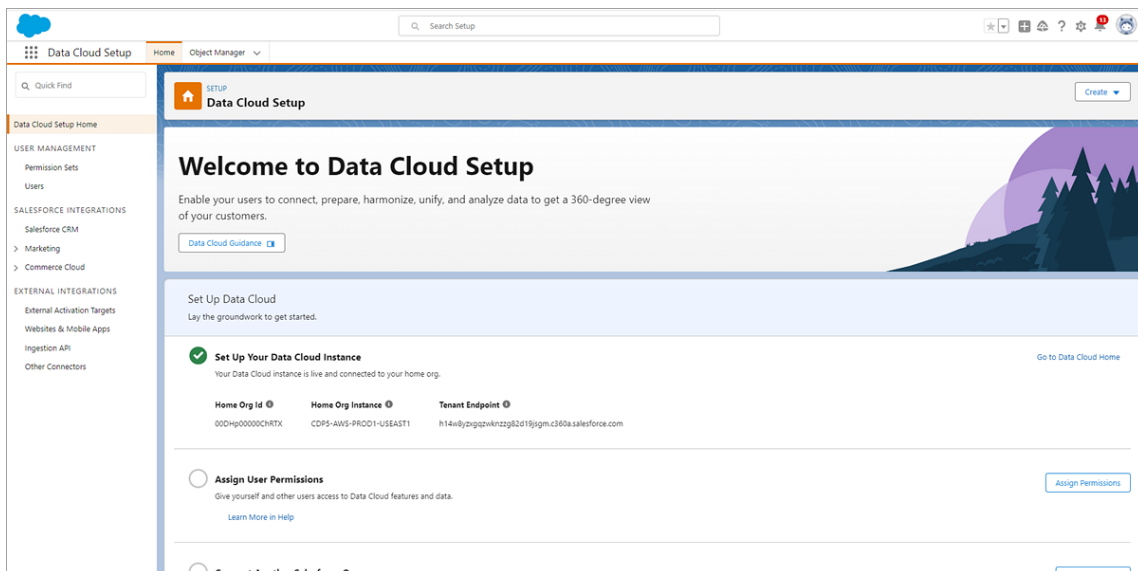 Search Setup
13
Data Cloud Setup
Home
Object Manager
Quick Find
Data Cloud Setup Home
USER MANAGEMENT
Permission Sets
Users
SALESFORCE INTEGRATIONS
Salesforce CRM
Marketing
Commerce Cloud
EXTERNAL INTEGRATIONS
External Activation Targets
Websites & Mobile Apps
Ingestion API
Other Connectors
SETUP
Data Cloud Setup
Create
Welcome to Data Cloud Setup
Enable your users to connect, prepare, harmonize, unify, and analyze data to get a 360-degree view
of your customers.
Data Cloud Guidance
Set Up Data Cloud
Lay the groundwork to get started.
Set Up Your Data Cloud Instance
Go to Data Cloud Home
Your Data Cloud instance is live and connected to your home org.
Home Org Id
Home Org Instance
Tenant Endpoint
00DHp00000ChRTX
CDP5-AWS-PROD1-USEAST1
h14w8yzxgqzwknzzg82d19jsgm.c360a.salesforce.com
Assign User Permissions
Assign Permissions
Give yourself and other users access to Data Cloud features and data.
Learn More in Help